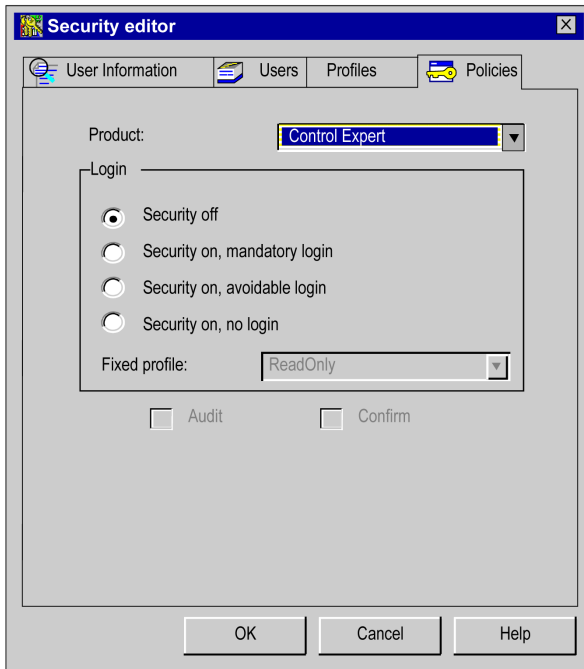 Security editor
User Information Users Profiles Policies
Product: Control Expert
Login
Security off
Security on, mandatory login
Security on, avoidable login
Security on, no login
Fixed profile: ReadOnly
Audit Confirm
OK Cancel Help